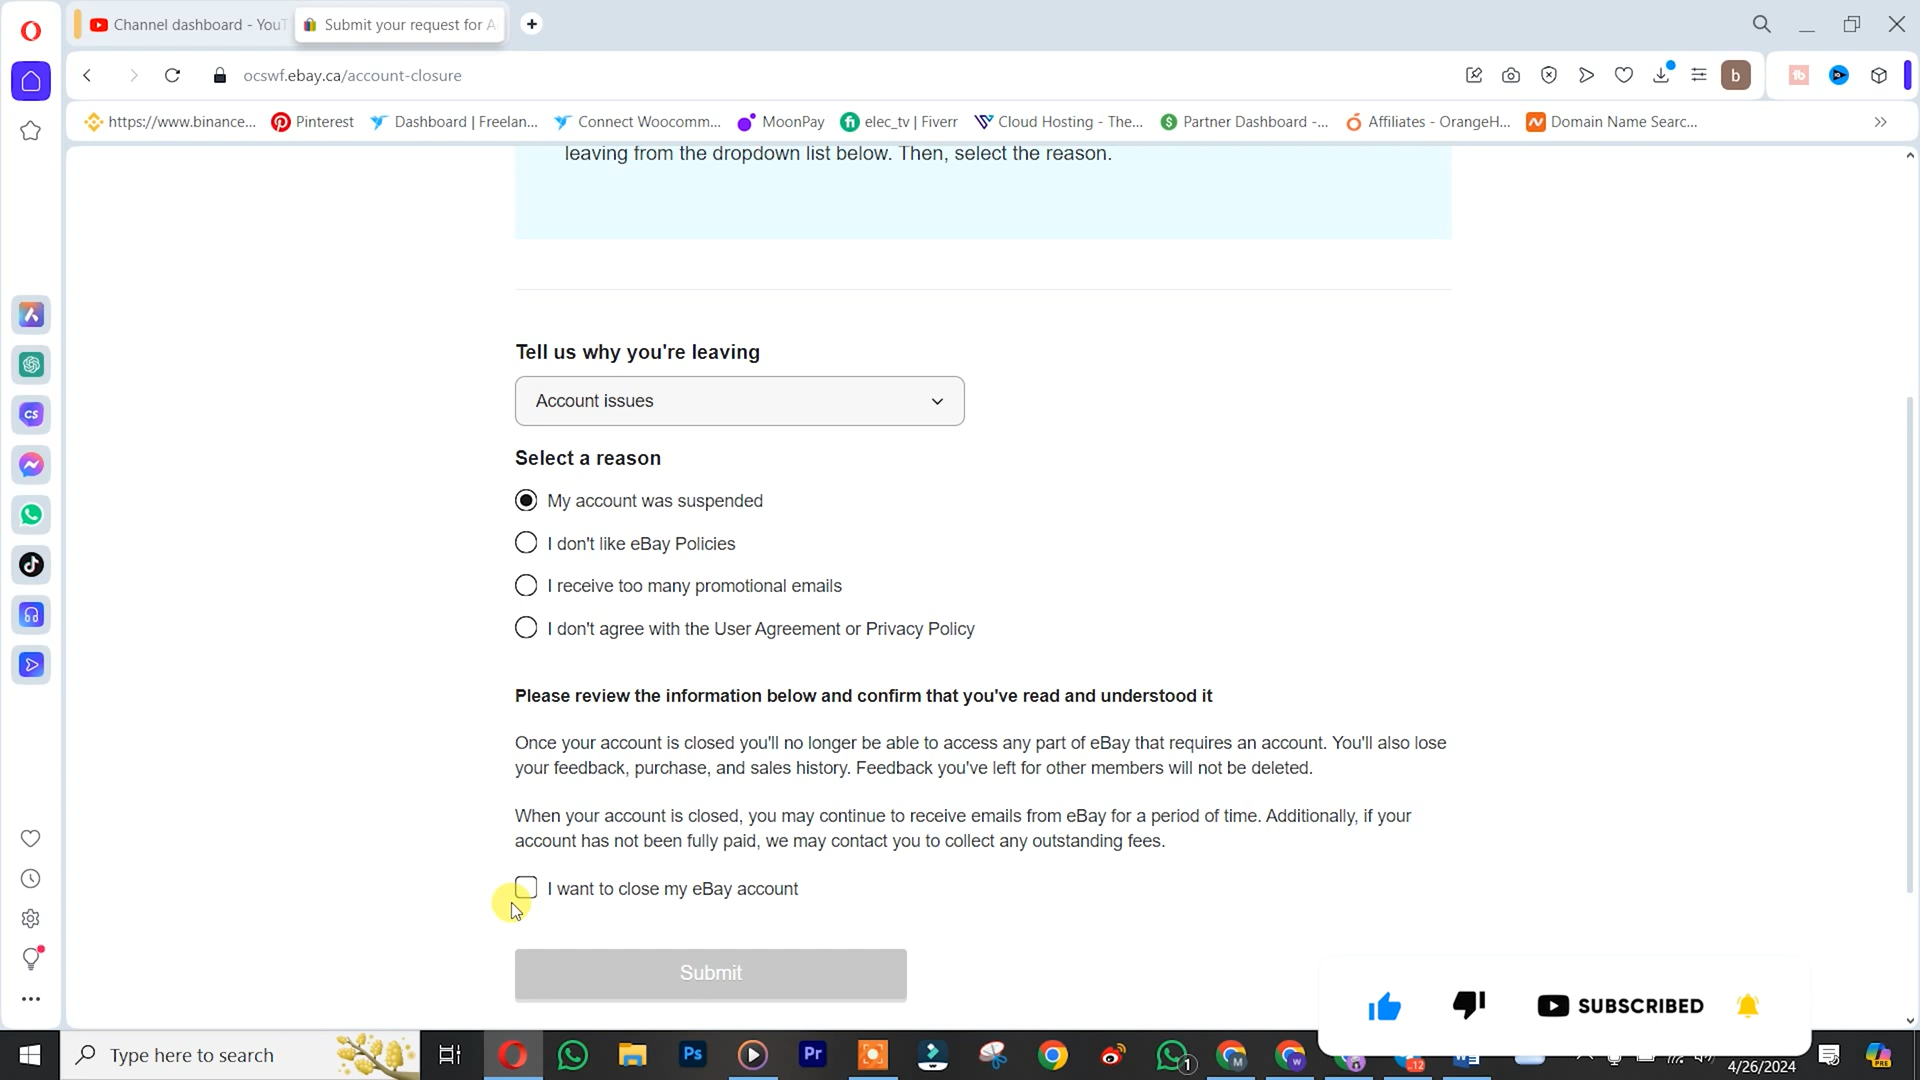 Channel dashboard - YouT
Submit your request for A
ocswf.ebay.ca/account-closure
b
https://www.binance...
Pinterest
Dashboard | Freelan...
Connect Woocomm...
MoonPay
elec_tv | Fiverr
Cloud Hosting - The...
Partner Dashboard -...
Affiliates - OrangeH...
Domain Name Searc...
leaving from the dropdown list below. Then, select the reason.
Tell us why you're leaving
Account issues
Select a reason
My account was suspended
I don't like eBay Policies
I receive too many promotional emails
I don't agree with the User Agreement or Privacy Policy
Please review the information below and confirm that you've read and understood it
Once your account is closed you'll no longer be able to access any part of eBay that requires an account. You'll also lose
your feedback, purchase, and sales history. Feedback you've left for other members will not be deleted.
When your account is closed, you may continue to receive emails from eBay for a period of time. Additionally, if your
account has not been fully paid, we may contact you to collect any outstanding fees.
I want to close my eBay account
Submit
SUBSCRIBED
Type here to search
Ps
Pr
1
12
4/26/2024
PRE
CS